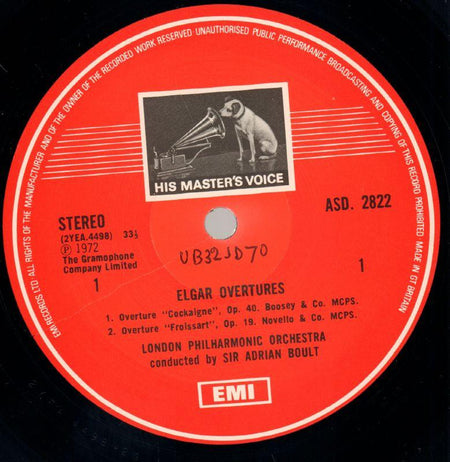 EMI RECORDS LTD ALL RIGHTS OF THE MANUFACTURER AND OF THE OWNER OF THE RECORDED WORK RESERVED UNAUTHORISED PUBLIC PERFORMANCE BROADCASTING AND COPYING OF THIS RECORD PROHIBITED MADE IN GT BRITAIN
HIS MASTER'S VOICE
STEREO
ASD. 2822
(2YEA.4498) 33⅓
Ⓟ 1972
The Gramophone
Company Limited
UB32JD70
1
1
ELGAR OVERTURES
1. Overture "Cockaigne", Op. 40. Boosey & Co. MCPS.
2. Overture "Froissart", Op. 19. Novello & Co. MCPS.
LONDON PHILHARMONIC ORCHESTRA
conducted by SIR ADRIAN BOULT
EMI